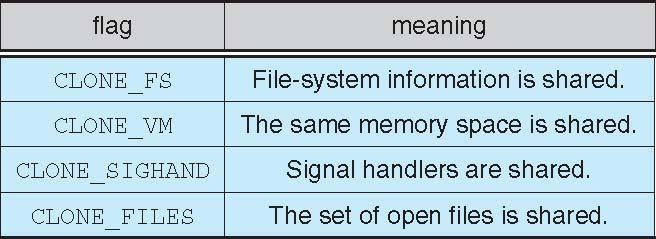 flag meaning
CLONE_FS File-system information is shared.
CLONE_VM The same memory space is shared.
CLONE_SIGHAND Signal handlers are shared.
CLONE_FILES The set of open files is shared.